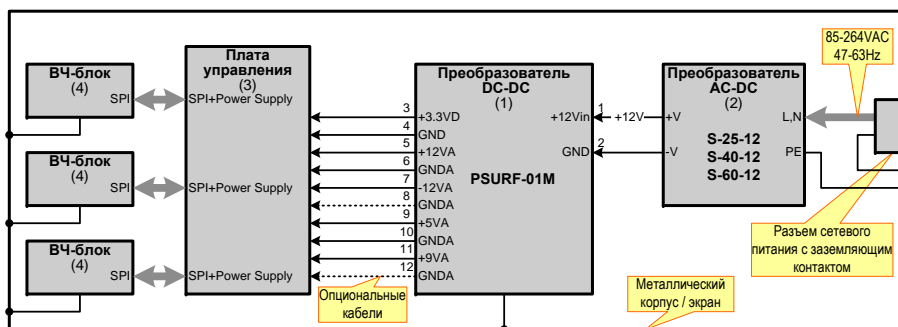 85-264VAC
47-63Hz
ВЧ-блок
(4)
SPI
ВЧ-блок
(4)
SPI
ВЧ-блок
(4)
SPI
Плата
управления
(3)
SPI+Power Supply
SPI+Power Supply
SPI+Power Supply
Преобразователь
DC-DC
(1)
3
+3.3VD
4
GND
5
+12VA
6
GNDA
7
-12VA
8
GNDA
9
+5VA
10
GNDA
11
+9VA
12
GNDA
PSURF-01M
+12Vin
1
GND
2
+12V
Преобразователь
AC-DC
(2)
+V
-V
S-25-12
S-40-12
S-60-12
L,N
PE
Опциональные
кабели
Металлический
корпус / экран
Разъем сетевого
питания с заземляющим
контактом